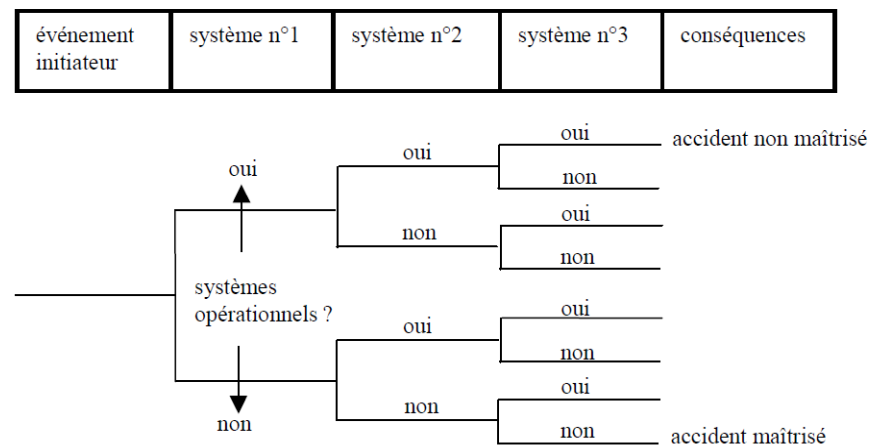 événement initiateur
système n°1
système n°2
système n°3
conséquences
oui
accident non maîtrisé
oui
non
oui
oui
non
non
systèmes
opérationnels ?
oui
oui
non
oui
non
non
non
accident maîtrisé